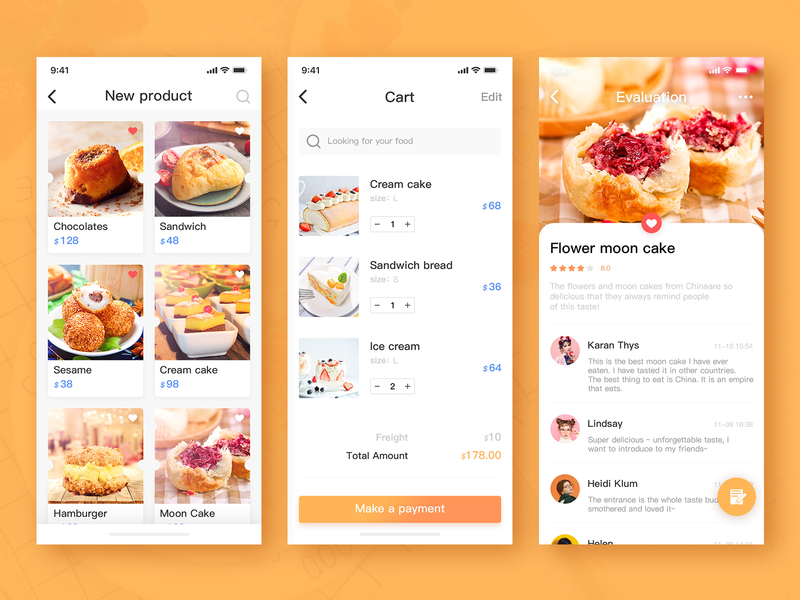 9:41
New product
Chocolates
$128
Sandwich
$48
Sesame
$38
Cream cake
$98
Hamburger
Moon Cake
9:41
Cart
Edit
Looking for your food
Cream cake
size: L
$68
− 1 +
Sandwich bread
size: S
$36
− 1 +
Ice cream
size: L
$64
− 2 +
Freight
$10
Total Amount
$178.00
Make a payment
Evaluation
Flower moon cake
8.0
The flowers and moon cakes from Chinaare so
delicious that they always remind people
of this taste!
Karan Thys
11-10 15:54
This is the best moon cake I have ever
eaten. I have tasted it in other countries.
The best thing to eat is China. It is an empire
that eats.
Lindsay
11-08 16:38
Super delicious ~ unforgettable taste, I
want to introduce to my friends~
Heidi Klum
The entrance is the whole taste
smothered and loved it~
Helen